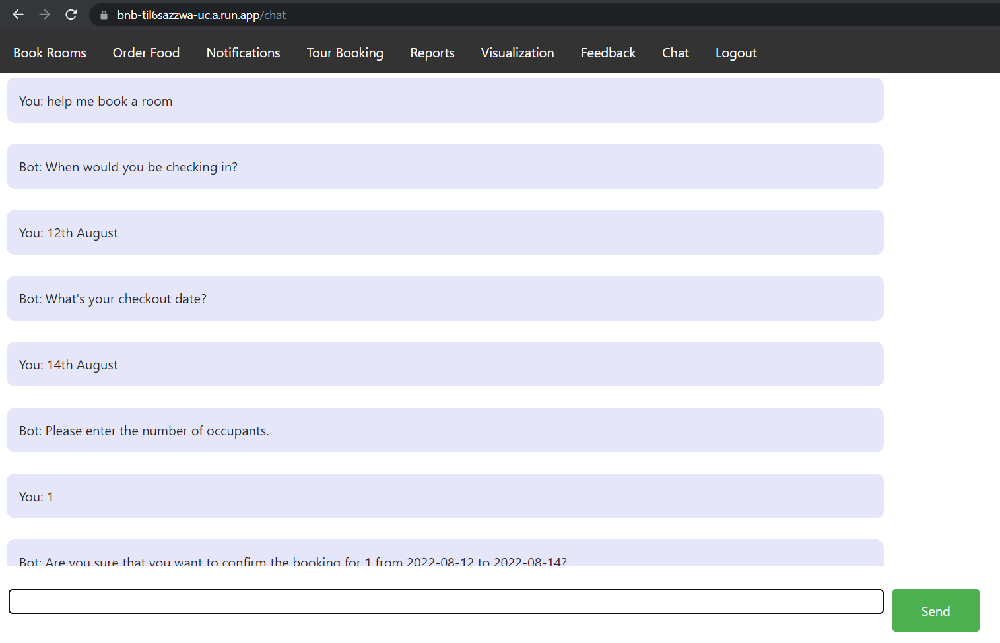 bnb-til6sazzwa-uc.a.run.app/chat
Book Rooms Order Food Notifications Tour Booking Reports Visualization Feedback Chat Logout
You: help me book a room
Bot: When would you be checking in?
You: 12th August
Bot: What's your checkout date?
You: 14th August
Bot: Please enter the number of occupants.
You: 1
Bot: Are you sure that you want to confirm the booking for 1 from 2022-08-12 to 2022-08-14?
Send